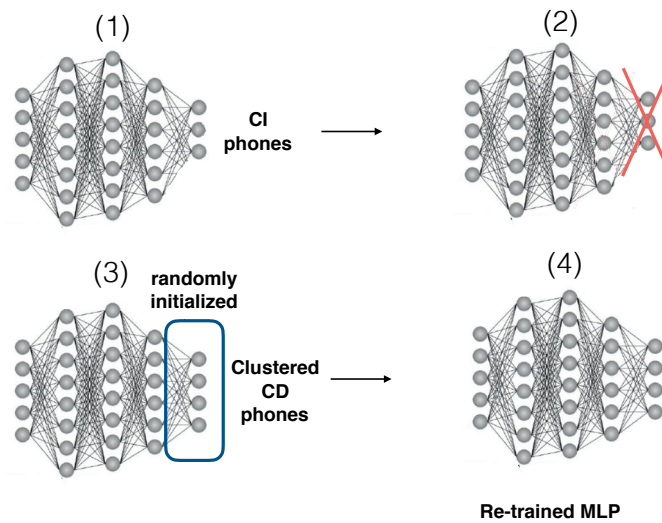 (1)
(2)
CI
phones
(3)
(4)
randomly
initialized
Clustered
CD
phones
Re-trained MLP